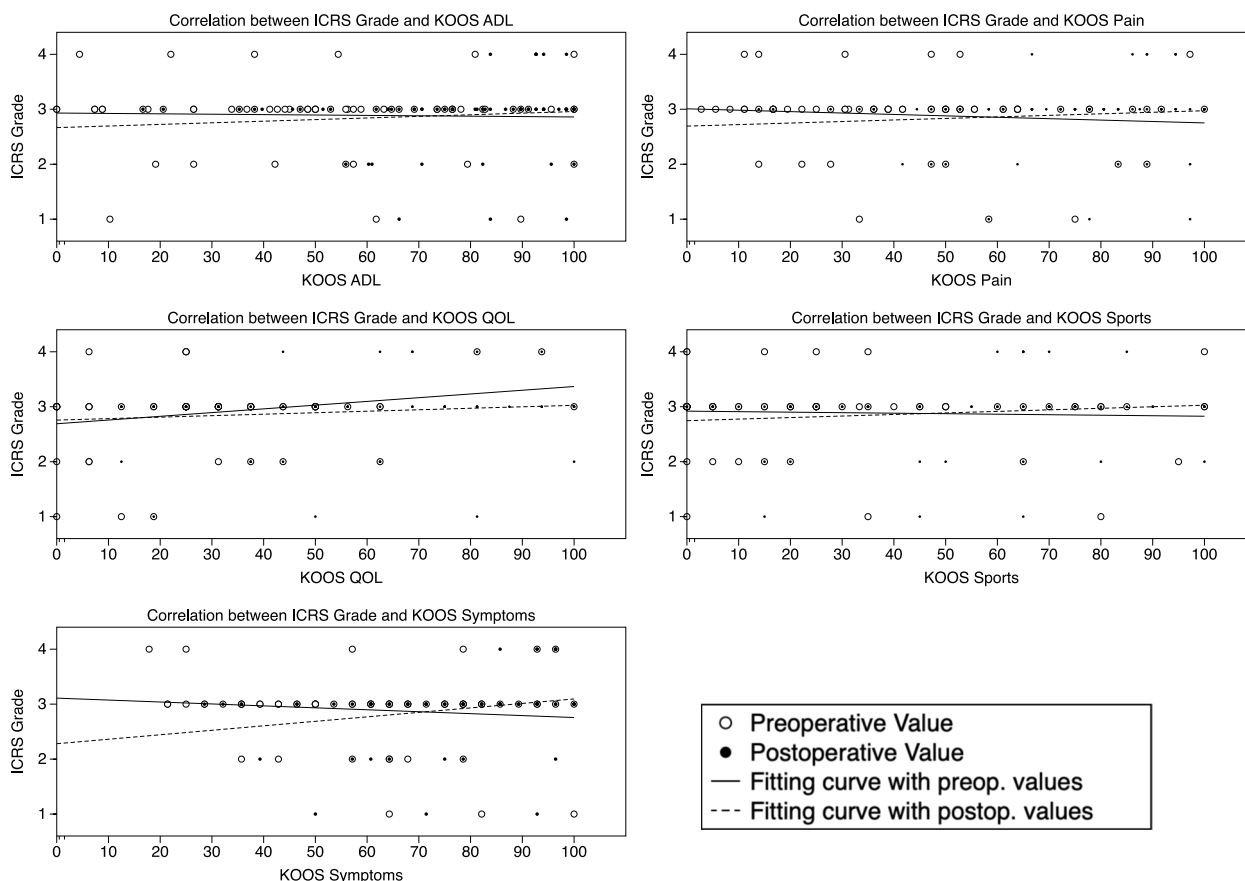 Correlation between ICRS Grade and KOOS ADL
ICRS Grade
4
3
2
1
0 10 20 30 40 50 60 70 80 90 100
KOOS ADL
Correlation between ICRS Grade and KOOS Pain
ICRS Grade
4
3
2
1
0 10 20 30 40 50 60 70 80 90 100
KOOS Pain
Correlation between ICRS Grade and KOOS QOL
ICRS Grade
4
3
2
1
0 10 20 30 40 50 60 70 80 90 100
KOOS QOL
Correlation between ICRS Grade and KOOS Sports
ICRS Grade
4
3
2
1
0 10 20 30 40 50 60 70 80 90 100
KOOS Sports
Correlation between ICRS Grade and KOOS Symptoms
ICRS Grade
4
3
2
1
0 10 20 30 40 50 60 70 80 90 100
KOOS Symptoms
Preoperative Value
Postoperative Value
Fitting curve with preop. values
Fitting curve with postop. values